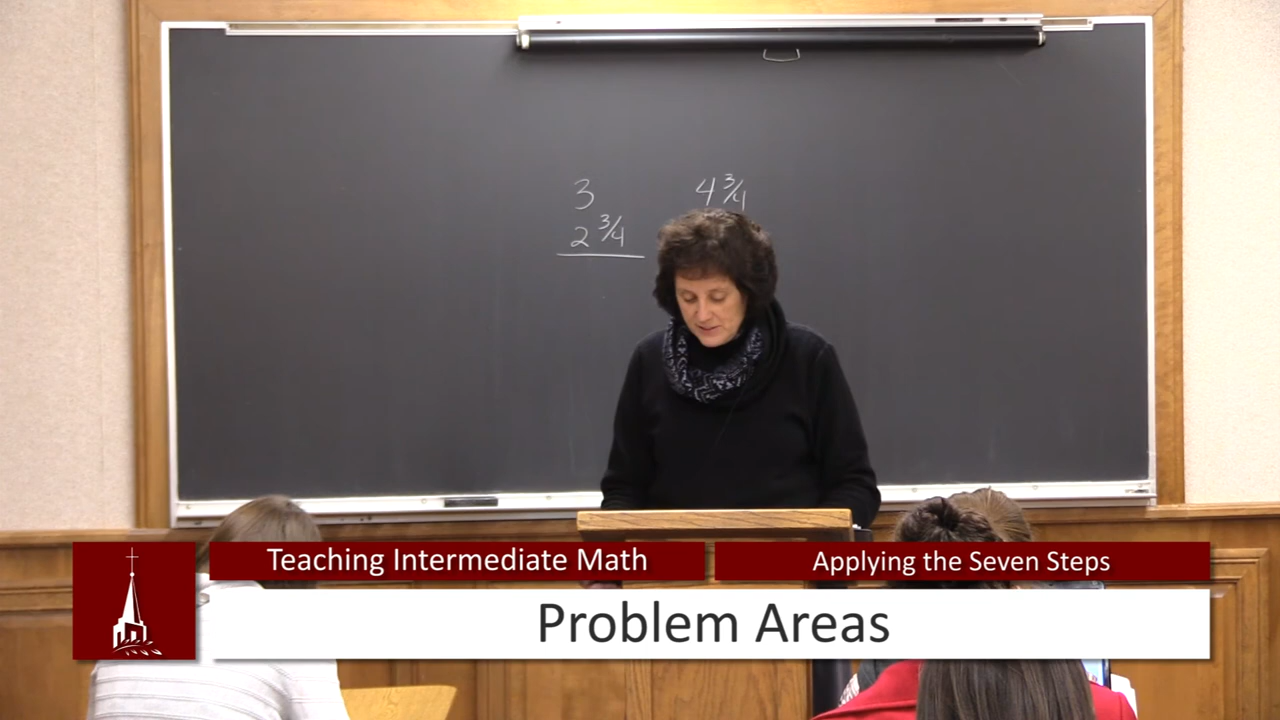 3
4 3/4
2 3/4
Teaching Intermediate Math
Applying the Seven Steps
Problem Areas